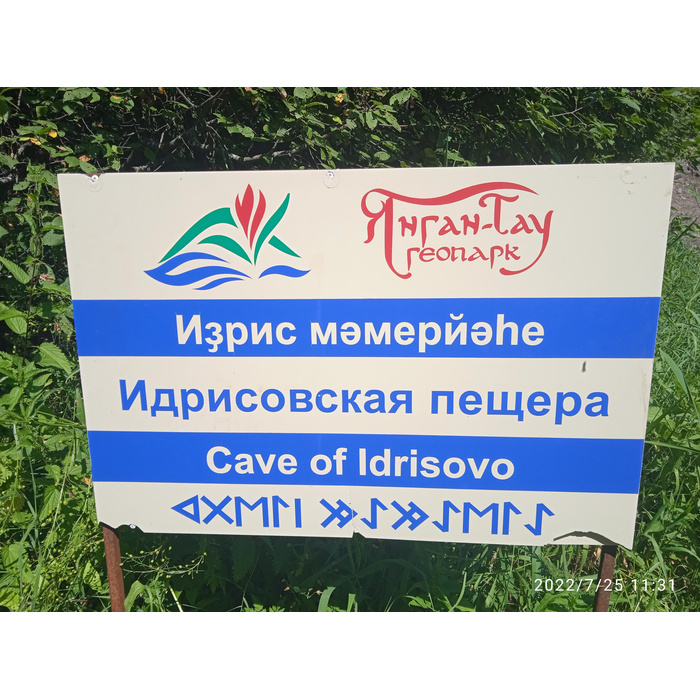 Янган-Тау
геопарк
Иҙрис мәмерйәһе
Идрисовская пещера
Cave of Idrisovo
2022/7/25 11:31